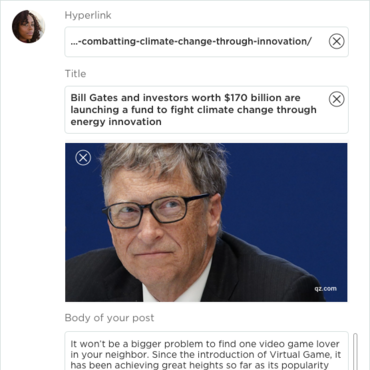 Hyperlink
...-combatting-climate-change-through-innovation/
Title
Bill Gates and investors worth $170 billion are
launching a fund to fight climate change through
energy innovation
qz.com
Body of your post
It won't be a bigger problem to find one video game lover
in your neighbor. Since the introduction of Virtual Game, it
has been achieving great heights so far as its popularity